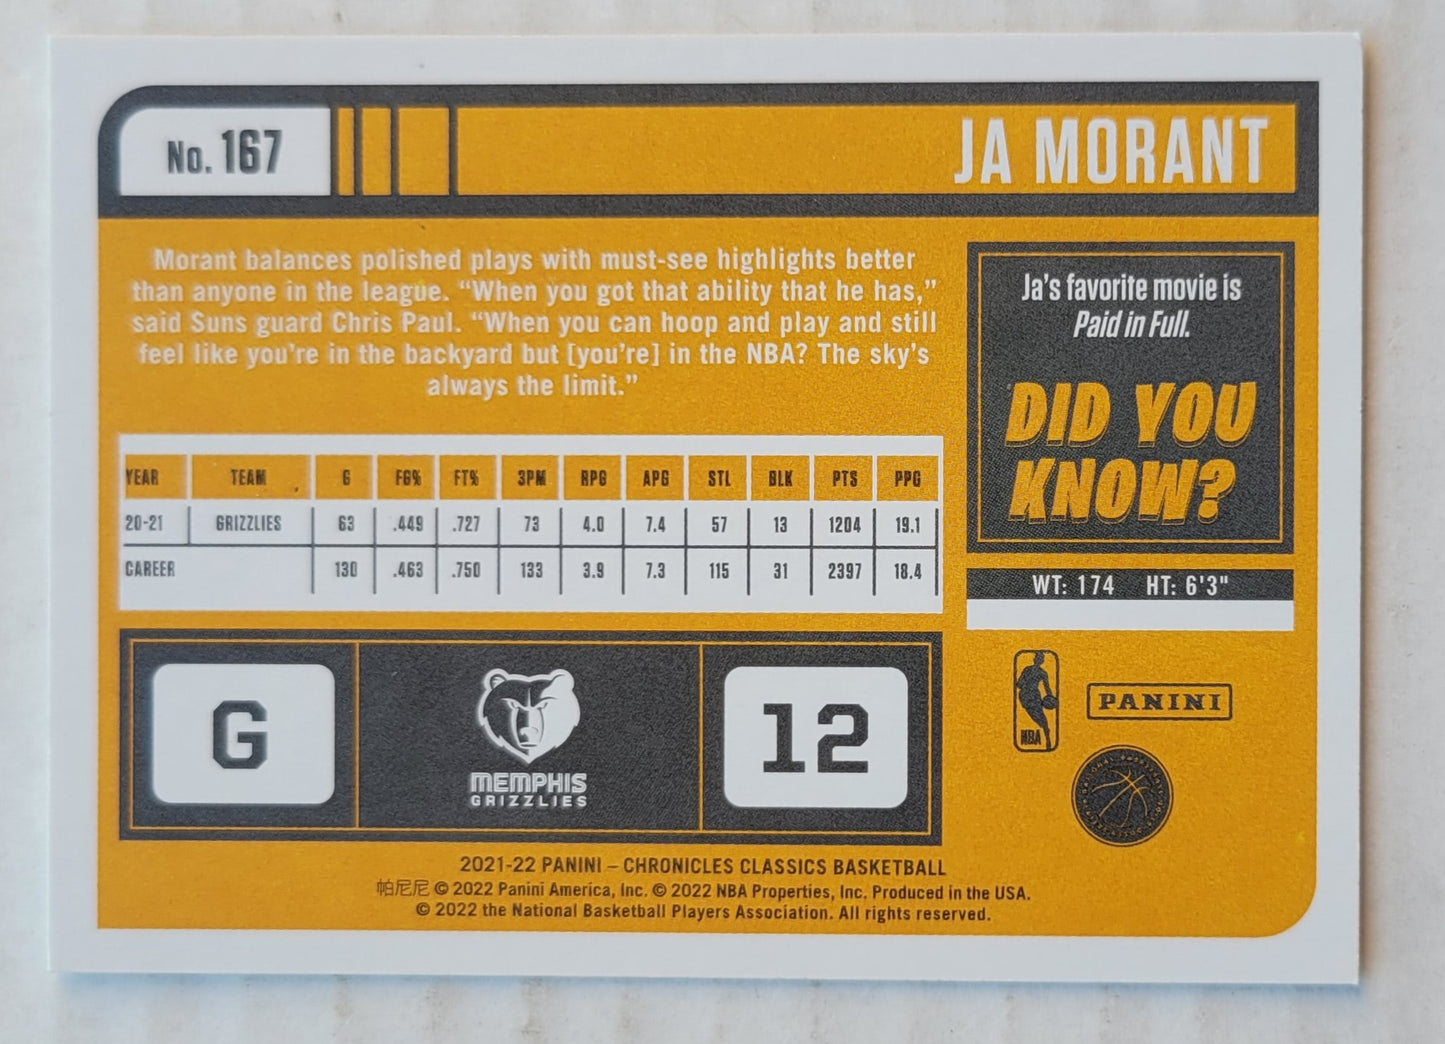 No. 167
JA MORANT
Morant balances polished plays with must-see highlights better
than anyone in the league. “When you got that ability that he has,”
said Suns guard Chris Paul. “When you can hoop and play and still
feel like you’re in the backyard but [you’re] in the NBA? The sky’s
always the limit.”
Ja's favorite movie is
Paid in Full.
DID YOU
KNOW?
YEAR TEAM G FG% FT% 3PM RPG APG STL BLK PTS PPG
20-21 GRIZZLIES 63 .449 .727 73 4.0 7.4 57 13 1204 19.1
CAREER 130 .463 .750 133 3.9 7.3 115 31 2397 18.4
WT: 174 HT: 6'3"
G
MEMPHIS
GRIZZLIES
12
NBA
PANINI
2021-22 PANINI – CHRONICLES CLASSICS BASKETBALL
帕尼尼 © 2022 Panini America, Inc. © 2022 NBA Properties, Inc. Produced in the USA.
© 2022 the National Basketball Players Association. All rights reserved.